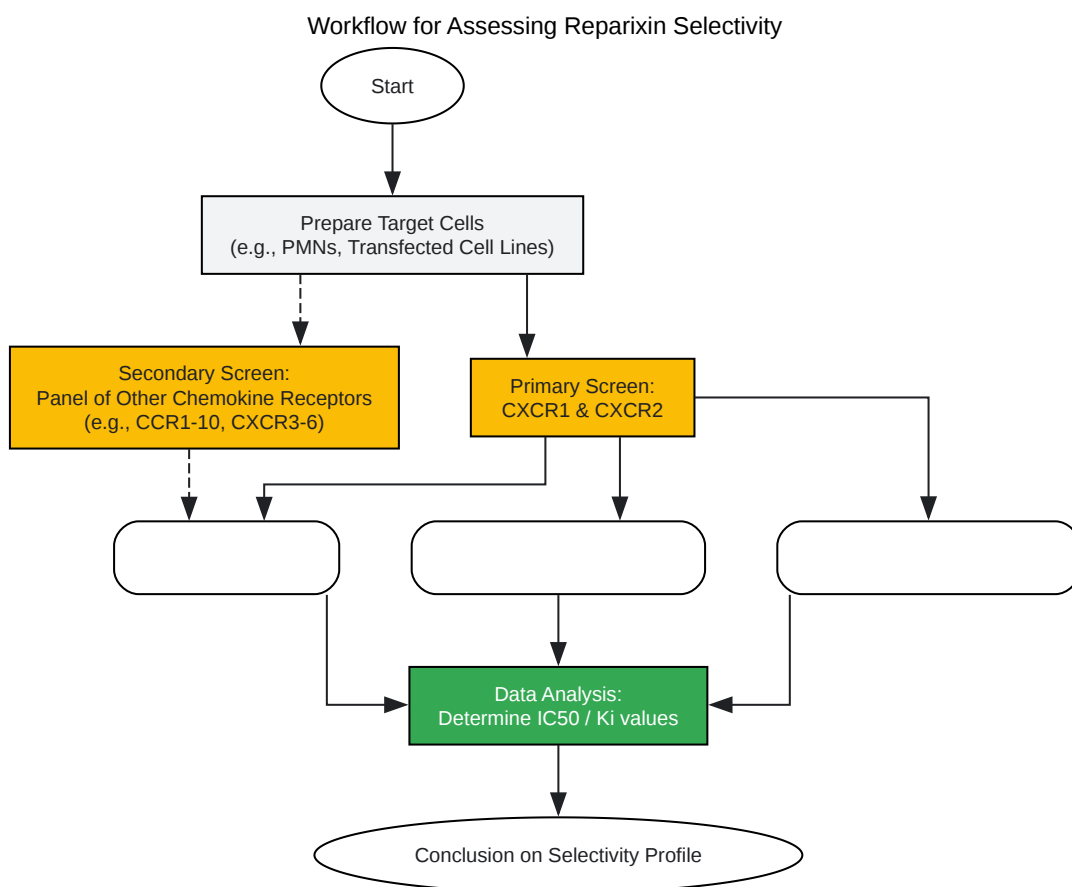 Workflow for Assessing Reparixin Selectivity
Start
Prepare Target Cells
(e.g., PMNs, Transfected Cell Lines)
Secondary Screen:
Panel of Other Chemokine Receptors
(e.g., CCR1-10, CXCR3-6)
Primary Screen:
CXCR1 & CXCR2
Data Analysis:
Determine IC50 / Ki values
Conclusion on Selectivity Profile